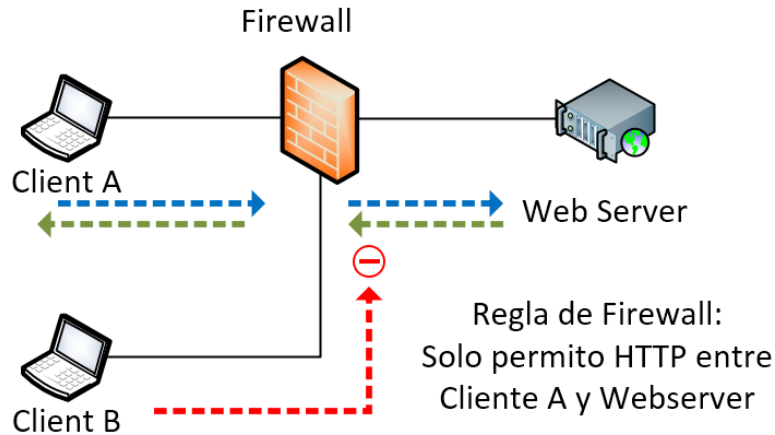 Firewall
Client A
Web Server
Client B
Regla de Firewall:
Solo permito HTTP entre
Cliente A y Webserver